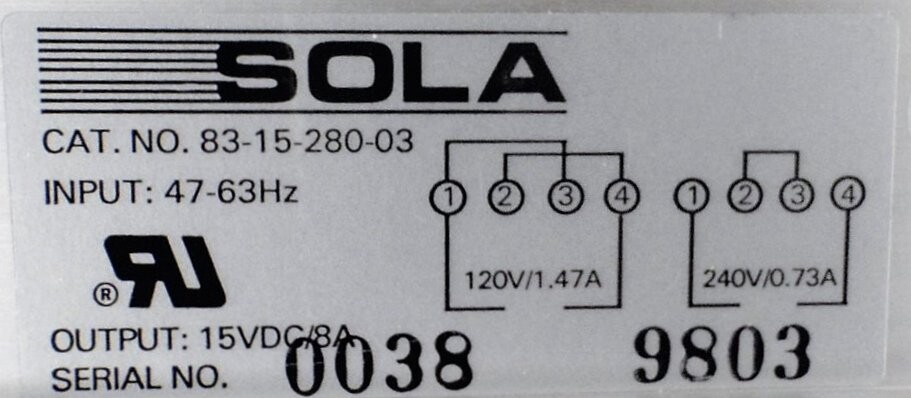 SOLA
CAT. NO. 83-15-280-03
INPUT: 47-63Hz
1 2 3 4
120V/1.47A
1 2 3 4
240V/0.73A
RU ®
OUTPUT: 15VDC/8A
SERIAL NO. 0038 9803